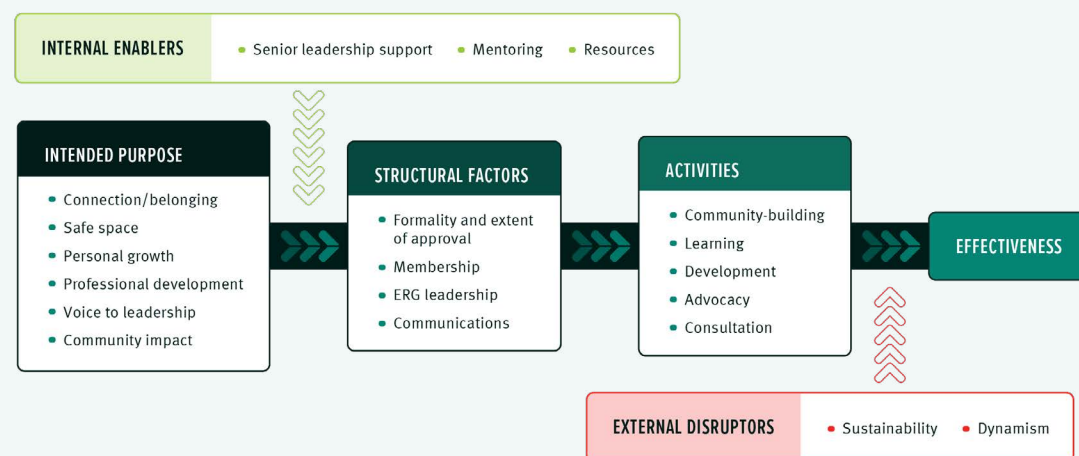 INTERNAL ENABLERS
• Senior leadership support • Mentoring • Resources
INTENDED PURPOSE
• Connection/belonging
• Safe space
• Personal growth
• Professional development
• Voice to leadership
• Community impact
STRUCTURAL FACTORS
• Formality and extent
of approval
• Membership
• ERG leadership
• Communications
ACTIVITIES
• Community-building
• Learning
• Development
• Advocacy
• Consultation
EFFECTIVENESS
EXTERNAL DISRUPTORS
• Sustainability • Dynamism